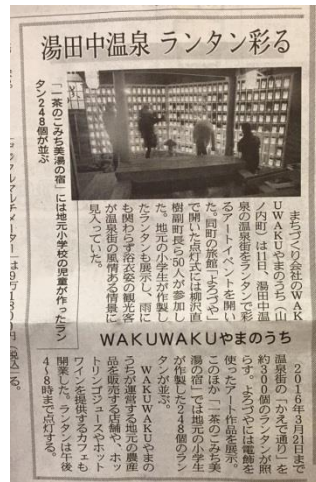 湯田中温泉 ランタン彩る
「一茶のこみち美湯の宿」には地元小学校の児童が作ったラン
タン248個が並ぶ
まちづくり会社のWAK
UWAKUやまのうち（山
ノ内町）は11日、湯田中温
泉の温泉街をランタンで彩
るアートイベントを開い
た。同町の旅館「よろづや」
で開いた点灯式には柳沢直
樹副町長ら50人が参加し
た。地元の小学生が作製し
たランタンも展示し、雨に
も関わらず浴衣姿の観光客
が温泉街の風情ある情景に
見入っていた。
WAKUWAKUやまのうち
2016年3月21日まで
温泉街の「かえで通り」を
約300個のランタンが照
らす。よろづやには電飾を
使ったアート作品を展示。
このほか「一茶のこみち美
湯の宿」では地元の小学生
が作製した248個のラン
タンが並ぶ。
WAKUWAKUやまの
うちが運営する地元の農産
品を販売する店舗や、ホッ
トリンゴジュースやホット
ワインを提供するカフェも
開業した。ランタンは午後
4～8時まで点灯する。